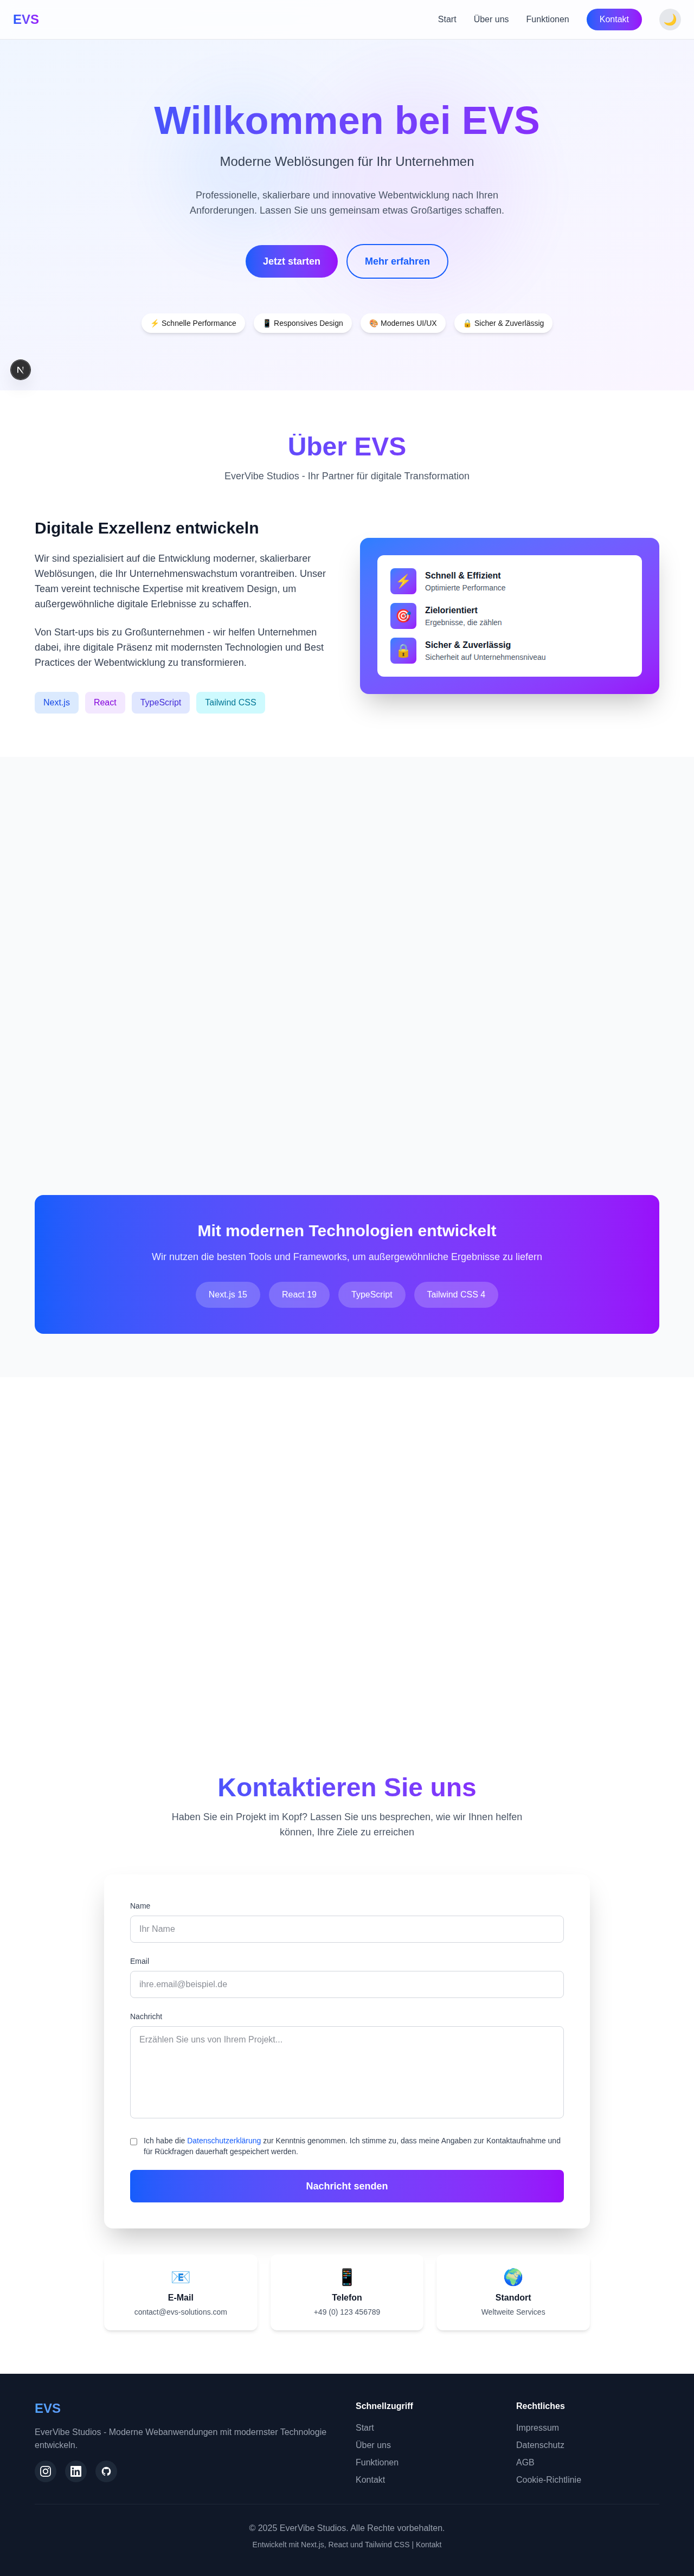 EVS
Start Über uns Funktionen Kontakt
Willkommen bei EVS
Moderne Weblösungen für Ihr Unternehmen
Professionelle, skalierbare und innovative Webentwicklung nach Ihren
Anforderungen. Lassen Sie uns gemeinsam etwas Großartiges schaffen.
Jetzt starten Mehr erfahren
⚡ Schnelle Performance 📱 Responsives Design 🎨 Modernes UI/UX 🔒 Sicher & Zuverlässig
N
Über EVS
EverVibe Studios - Ihr Partner für digitale Transformation
Digitale Exzellenz entwickeln
Wir sind spezialisiert auf die Entwicklung moderner, skalierbarer
Weblösungen, die Ihr Unternehmenswachstum vorantreiben. Unser
Team vereint technische Expertise mit kreativem Design, um
außergewöhnliche digitale Erlebnisse zu schaffen.
Von Start-ups bis zu Großunternehmen - wir helfen Unternehmen
dabei, ihre digitale Präsenz mit modernsten Technologien und Best
Practices der Webentwicklung zu transformieren.
Next.js React TypeScript Tailwind CSS
Schnell & Effizient
Optimierte Performance
Zielorientiert
Ergebnisse, die zählen
Sicher & Zuverlässig
Sicherheit auf Unternehmensniveau
Mit modernen Technologien entwickelt
Wir nutzen die besten Tools und Frameworks, um außergewöhnliche Ergebnisse zu liefern
Next.js 15 React 19 TypeScript Tailwind CSS 4
Kontaktieren Sie uns
Haben Sie ein Projekt im Kopf? Lassen Sie uns besprechen, wie wir Ihnen helfen
können, Ihre Ziele zu erreichen
Name
Ihr Name
Email
ihre.email@beispiel.de
Nachricht
Erzählen Sie uns von Ihrem Projekt...
Ich habe die Datenschutzerklärung zur Kenntnis genommen. Ich stimme zu, dass meine Angaben zur Kontaktaufnahme und
für Rückfragen dauerhaft gespeichert werden.
Nachricht senden
E-Mail
contact@evs-solutions.com
Telefon
+49 (0) 123 456789
Standort
Weltweite Services
EVS
EverVibe Studios - Moderne Webanwendungen mit modernster Technologie
entwickeln.
Schnellzugriff
Start
Über uns
Funktionen
Kontakt
Rechtliches
Impressum
Datenschutz
AGB
Cookie-Richtlinie
© 2025 EverVibe Studios. Alle Rechte vorbehalten.
Entwickelt mit Next.js, React und Tailwind CSS | Kontakt